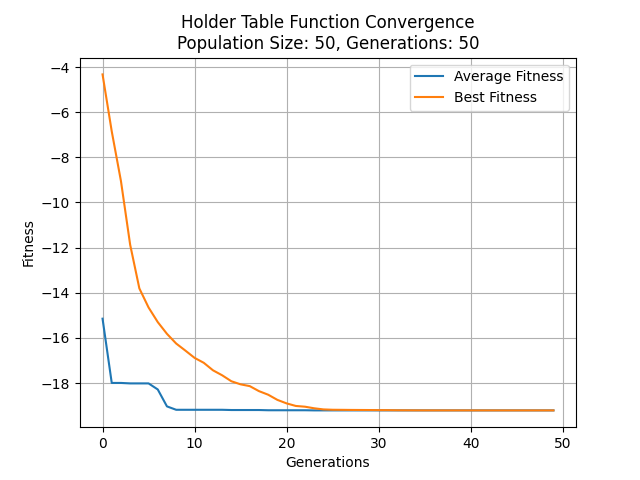 Holder Table Function Convergence
Population Size: 50, Generations: 50
Average Fitness
Best Fitness
−4
−6
−8
−10
−12
−14
−16
−18
Fitness
0 10 20 30 40 50
Generations